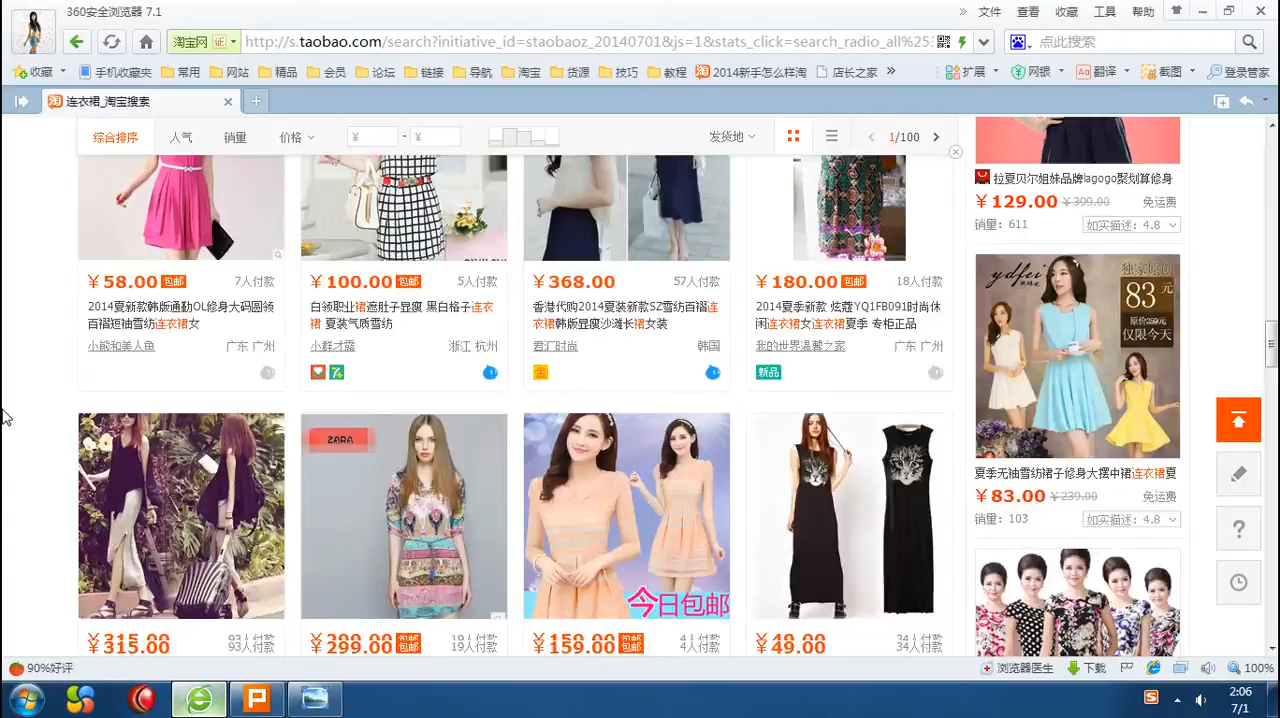 360安全浏览器 7.1
» 文件 查看 收藏 工具 帮助
淘宝网 证 http://s.taobao.com/search?initiative_id=staobaoz_20140701&js=1&stats_click=search_radio_all%25 点此搜索
收藏 手机收藏夹 常用 网站 精品 会员 论坛 链接 导航 淘宝 货源 技巧 教程 2014新手怎么样淘 店长之家 » 扩展 网银 翻译 截图 登录管家
连衣裙_淘宝搜索
综合排序 人气 销量 价格 ¥ - ¥ 发货地 1/100
¥58.00 包邮 7人付款
2014夏新款韩版通勤OL修身大码圆领
百褶短袖雪纺连衣裙女
小熊和美人鱼 广东 广州
¥100.00 包邮 5人付款
白领职业裙遮肚子显瘦 黑白格子连衣
裙 夏装气质雪纺
小群才露 浙江 杭州
¥368.00 57人付款
香港代购2014夏装新款SZ雪纺百褶连
衣裙韩版显瘦沙滩长裙女装
君汇时尚 韩国
金
¥180.00 包邮 18人付款
2014夏季新款 炫蔻YQ1FB091时尚休
闲连衣裙女连衣裙夏季 专柜正品
我的世界温馨之家 广东 广州
新品
拉夏贝尔姐妹品牌lagogo聚划算修身
¥129.00 ¥399.00 免运费
销量：611 如实描述：4.8
ydfei
独家原创
83元
原价259元
仅限今天
夏季无袖雪纺裙子修身大摆中裙连衣裙夏
¥83.00 ¥239.00 免运费
销量：103 如实描述：4.8
ZARA
今日包邮
¥315.00 93人付款
¥299.00 包邮 19人付款
¥159.00 包邮 4人付款
¥49.00 34人付款
90%好评 浏览器医生 下载 100%
2:06
7/1